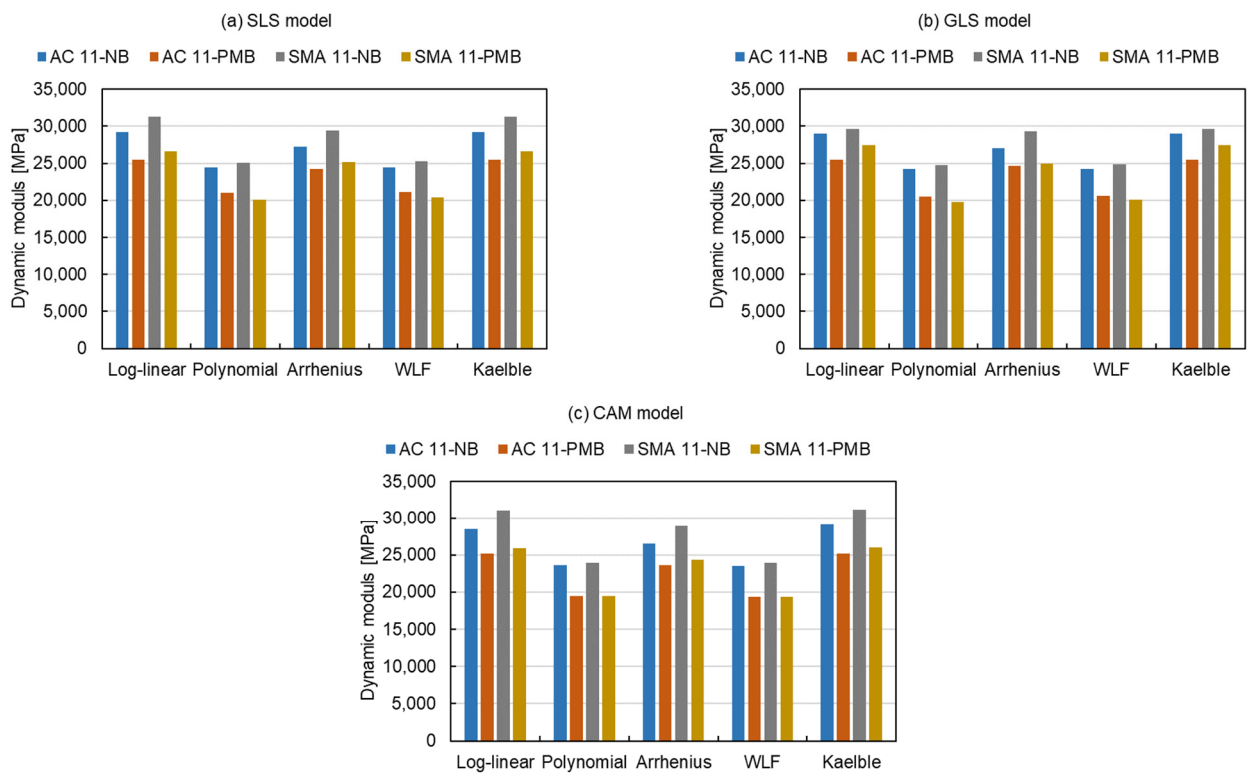 (a) SLS model
AC 11-NB AC 11-PMB SMA 11-NB SMA 11-PMB
35,000
30,000
25,000
20,000
15,000
10,000
5,000
0
Dynamic moduls [MPa]
Log-linear Polynomial Arrhenius WLF Kaelble
(b) GLS model
AC 11-NB AC 11-PMB SMA 11-NB SMA 11-PMB
35,000
30,000
25,000
20,000
15,000
10,000
5,000
0
Dynamic moduls [MPa]
Log-linear Polynomial Arrhenius WLF Kaelble
(c) CAM model
AC 11-NB AC 11-PMB SMA 11-NB SMA 11-PMB
35,000
30,000
25,000
20,000
15,000
10,000
5,000
0
Dynamic moduls [MPa]
Log-linear Polynomial Arrhenius WLF Kaelble